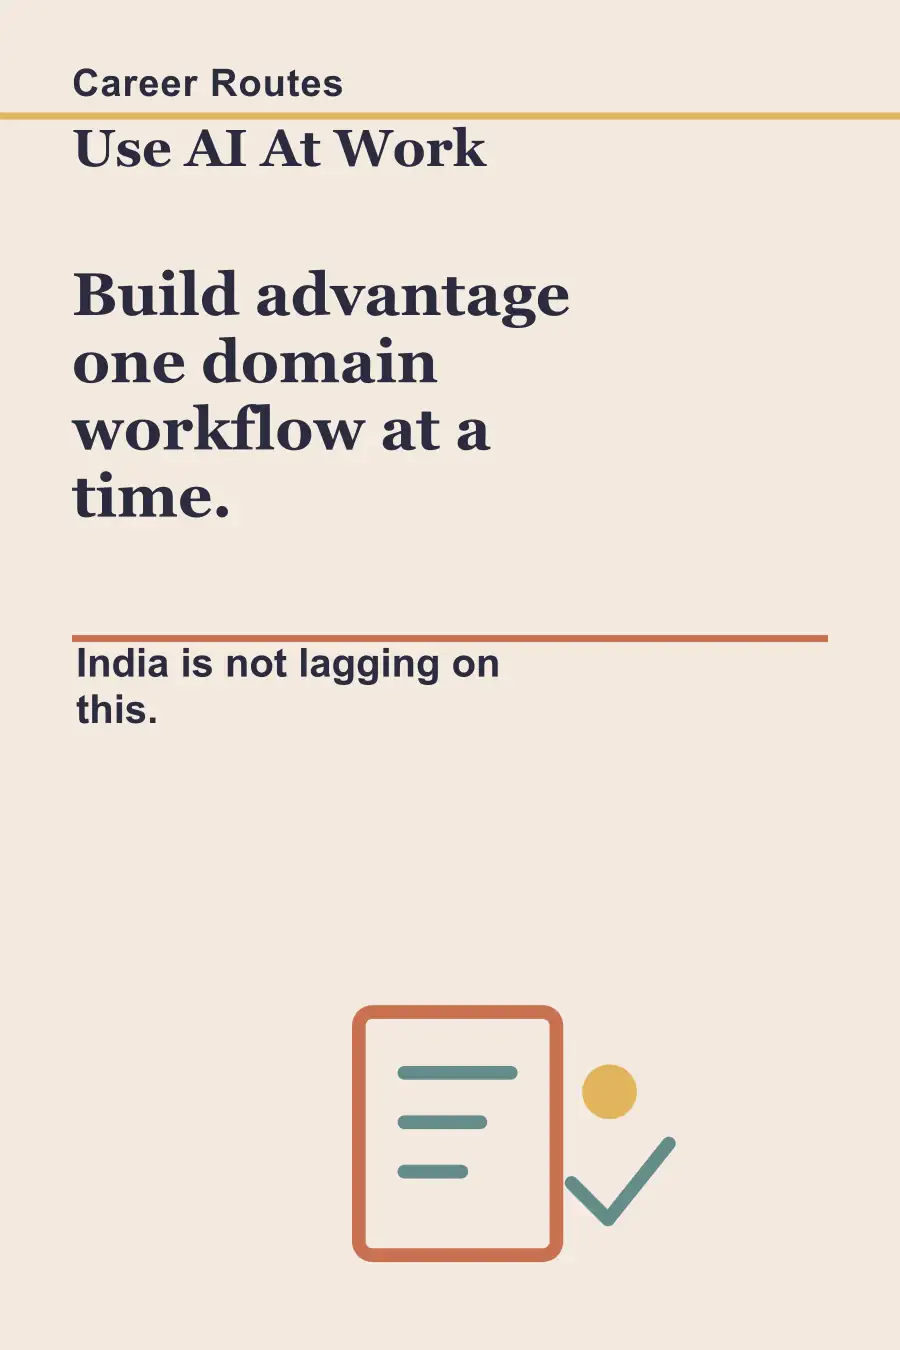 Career Routes
Use AI At Work
Build advantage
one domain
workflow at a
time.
India is not lagging on
this.